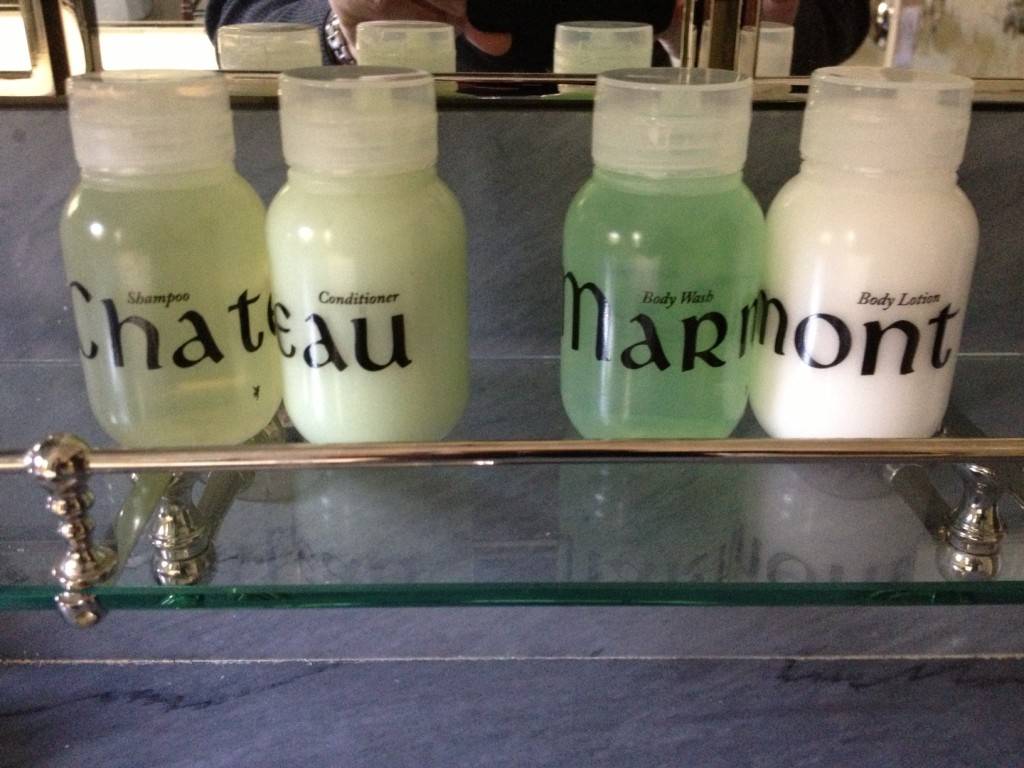 Shampoo Conditioner Body Wash Body Lotion
Chateau Marmont